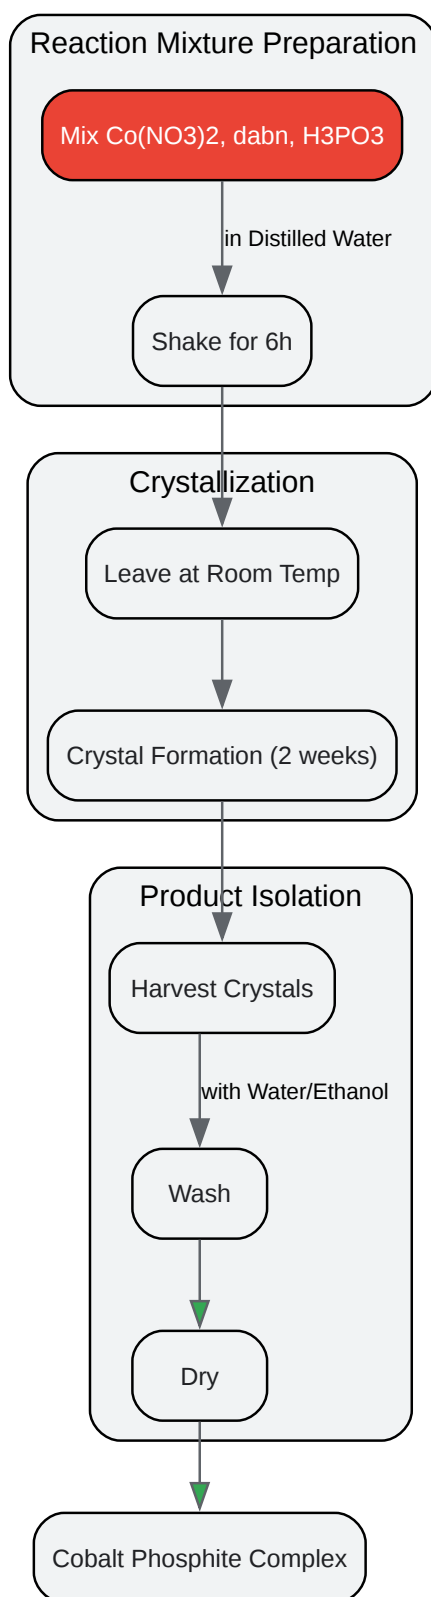 Reaction Mixture Preparation
Mix Co(NO3)2, dabn, H3PO3
in Distilled Water
Shake for 6h
Crystallization
Leave at Room Temp
Crystal Formation (2 weeks)
Product Isolation
Harvest Crystals
with Water/Ethanol
Wash
Dry
Cobalt Phosphite Complex